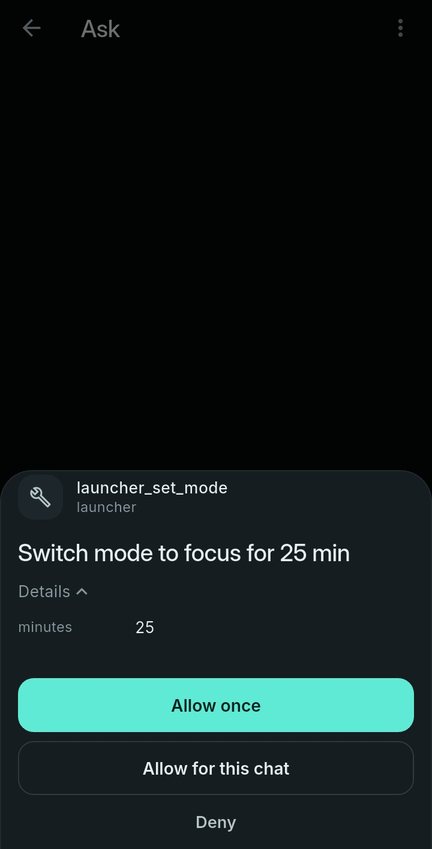 Ask
launcher_set_mode
launcher
Switch mode to focus for 25 min
Details
minutes 25
Allow once
Allow for this chat
Deny